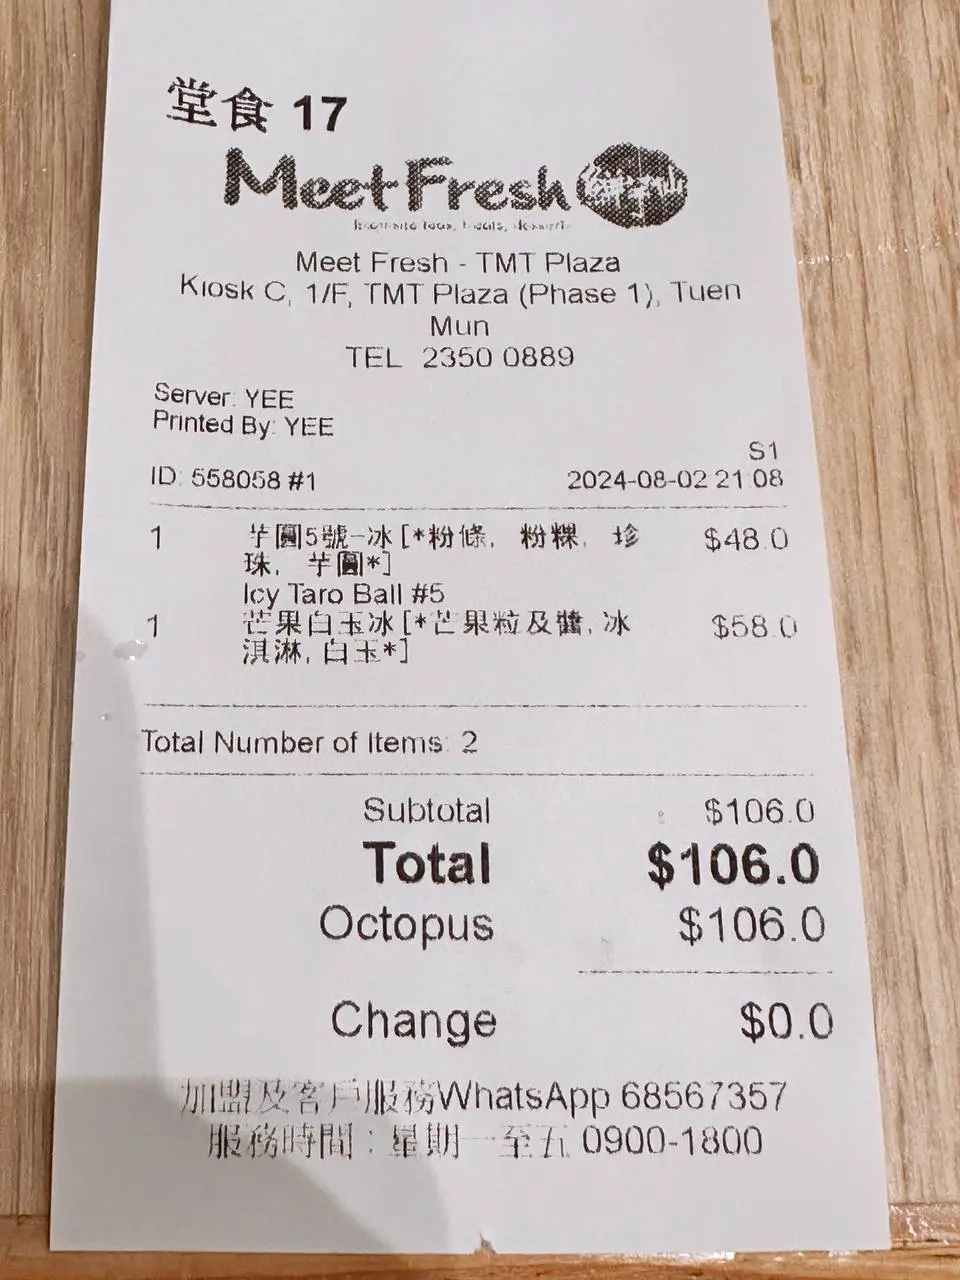 堂食 17
Meet Fresh 鮮芋仙
Meet Fresh - TMT Plaza
Kiosk C, 1/F, TMT Plaza (Phase 1), Tuen
Mun
TEL 2350 0889
Server: YEE
Printed By: YEE
S1
ID: 558058 #1 2024-08-02 21:08
1 芋圓5號-冰 [*粉條, 粉粿, 珍 $48.0
珠, 芋圓*]
Icy Taro Ball #5
1 芒果白玉冰 [*芒果粒及醬, 冰 $58.0
淇淋, 白玉*]
Total Number of Items: 2
Subtotal $106.0
Total $106.0
Octopus $106.0
Change $0.0
加盟及客戶服務WhatsApp 68567357
服務時間：星期一至五 0900-1800